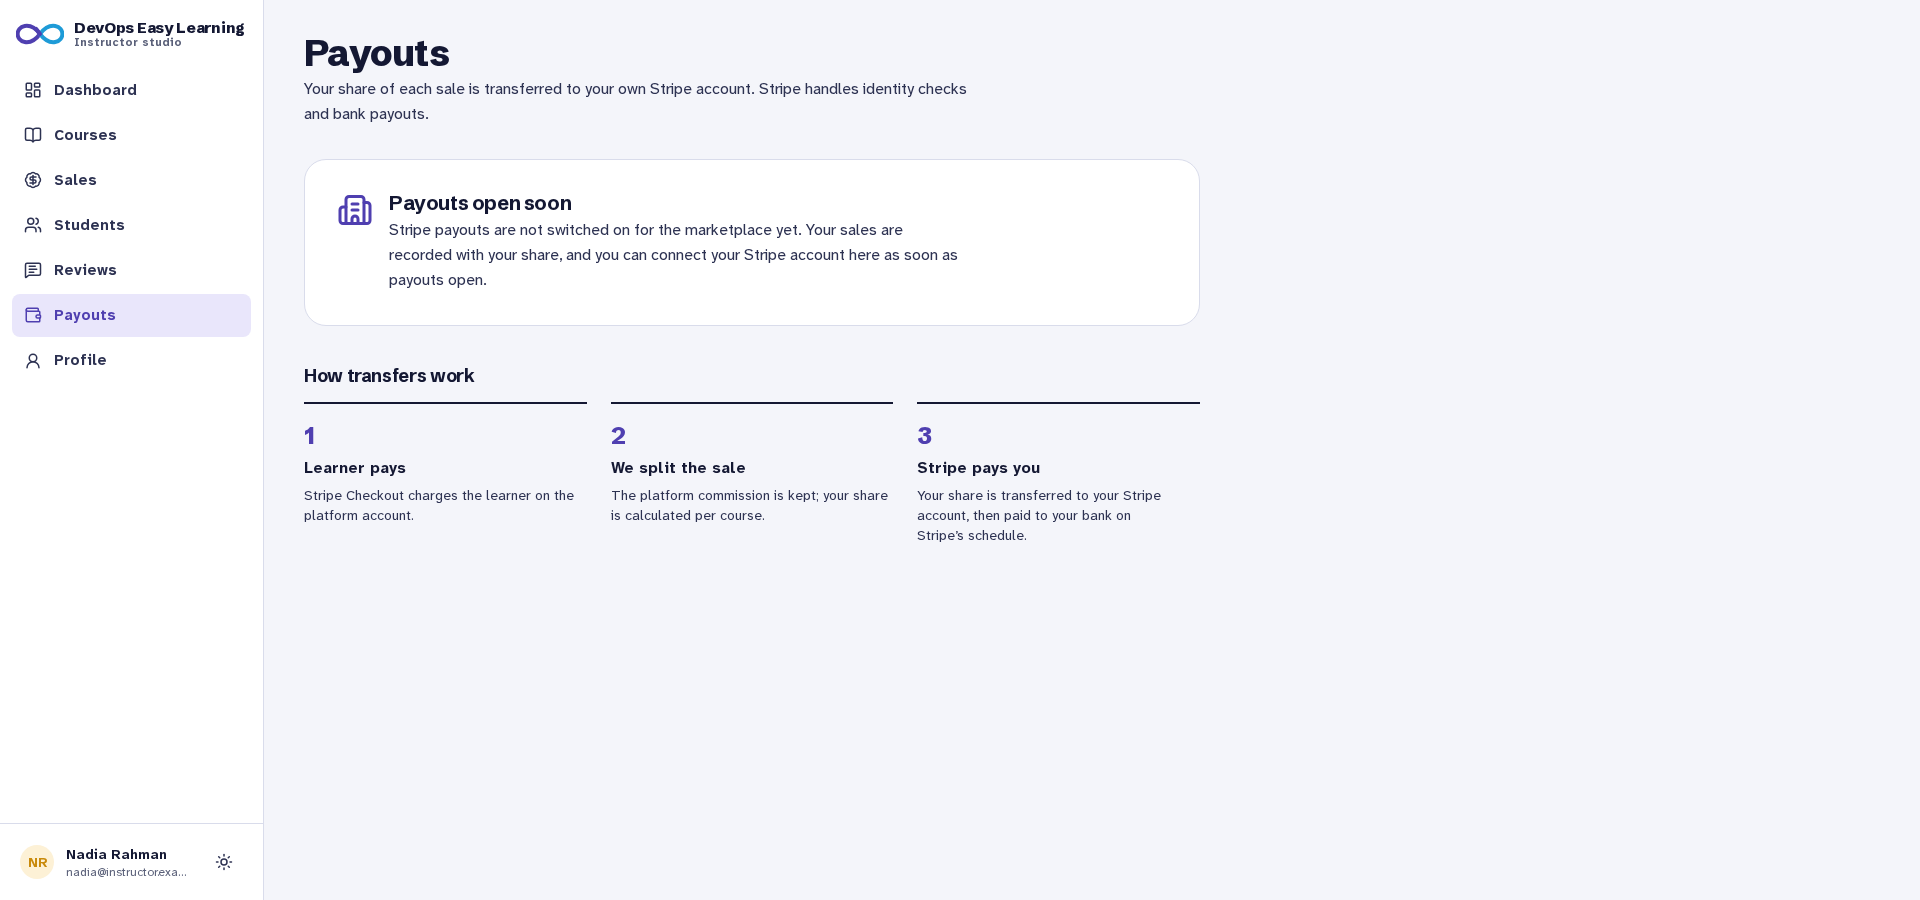 DevOps Easy Learning
Instructor studio
Dashboard
Courses
Sales
Students
Reviews
Payouts
Profile
Nadia Rahman
nadia@instructor.exa...
Payouts
Your share of each sale is transferred to your own Stripe account. Stripe handles identity checks
and bank payouts.
Payouts open soon
Stripe payouts are not switched on for the marketplace yet. Your sales are
recorded with your share, and you can connect your Stripe account here as soon as
payouts open.
How transfers work
1
Learner pays
Stripe Checkout charges the learner on the
platform account.
2
We split the sale
The platform commission is kept; your share
is calculated per course.
3
Stripe pays you
Your share is transferred to your Stripe
account, then paid to your bank on
Stripe’s schedule.
NR